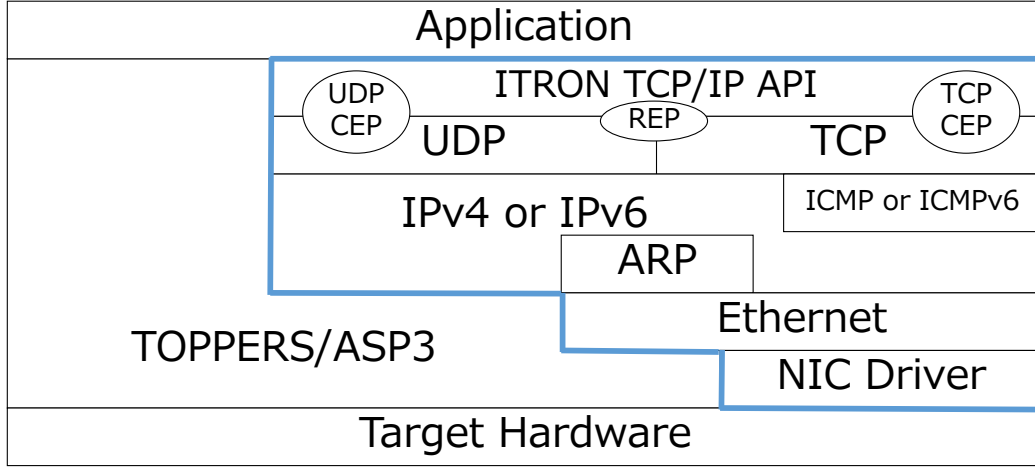 Application
ITRON TCP/IP API
UDP
CEP
REP
TCP
CEP
UDP
TCP
IPv4 or IPv6
ICMP or ICMPv6
ARP
Ethernet
TOPPERS/ASP3
NIC Driver
Target Hardware